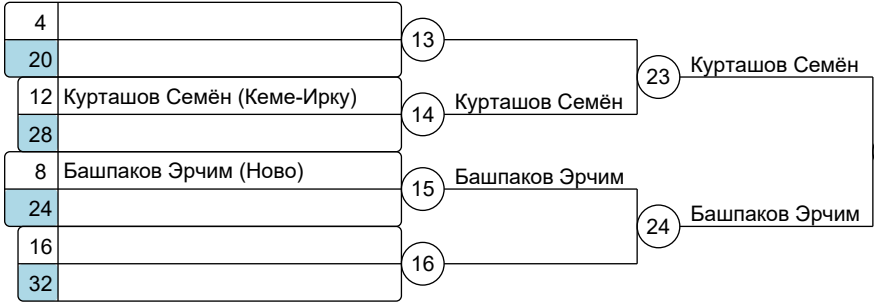 4
13
20
23 Курташов Семён
12 Курташов Семён (Кеме-Ирку)
14 Курташов Семён
28
8 Башпаков Эрчим (Ново)
15 Башпаков Эрчим
24
24 Башпаков Эрчим
16
16
32